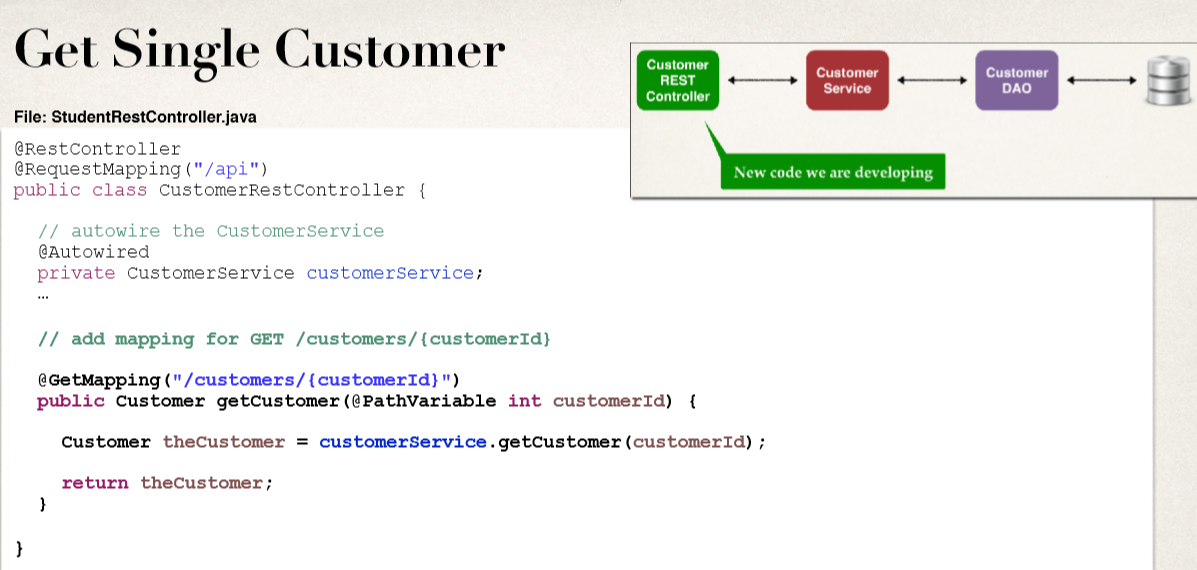 Get Single Customer
File: StudentRestController.java
@RestController
@RequestMapping("/api")
public class CustomerRestController {
// autowire the CustomerService
@Autowired
private CustomerService customerService;
…
// add mapping for GET /customers/{customerId}
@GetMapping("/customers/{customerId}")
public Customer getCustomer(@PathVariable int customerId) {
Customer theCustomer = customerService.getCustomer(customerId);
return theCustomer;
}
}
Customer
REST
Controller
Customer
Service
Customer
DAO
New code we are developing